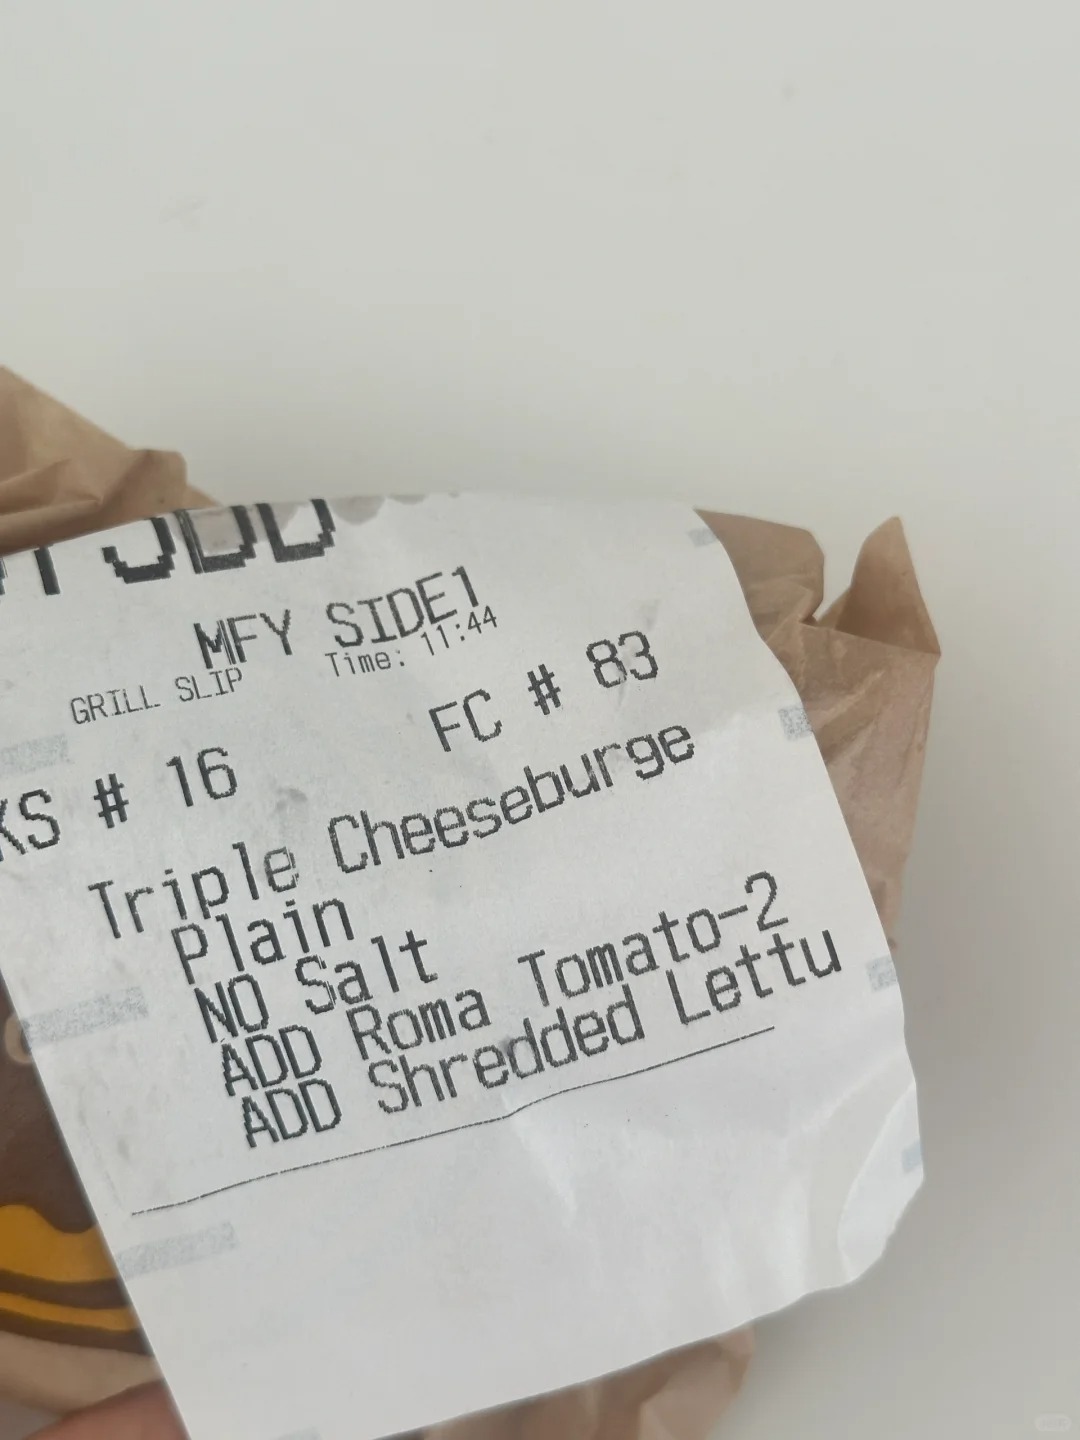 MFY SIDE1
GRILL SLIP Time: 11:44
KS # 16 FC # 83
Triple Cheeseburge
Plain
NO Salt
ADD Roma Tomato-2
ADD Shredded Lettu